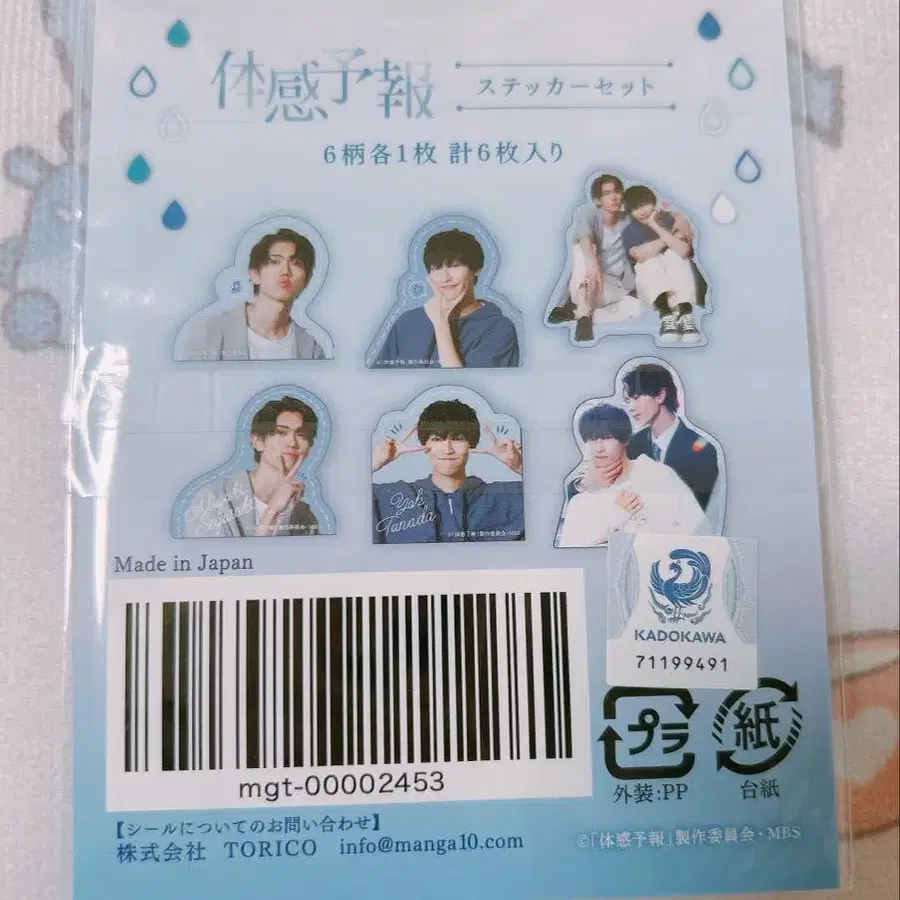 体感予報
ステッカーセット
6柄各1枚 計6枚入り
Yoh
Tanada
Made in Japan
KADOKAWA
71199491
mgt-00002453
プラ
紙
外装:PP
台紙
【シールについてのお問い合わせ】
株式会社 TORICO info@manga10.com
©「体感予報」製作委員会・MBS